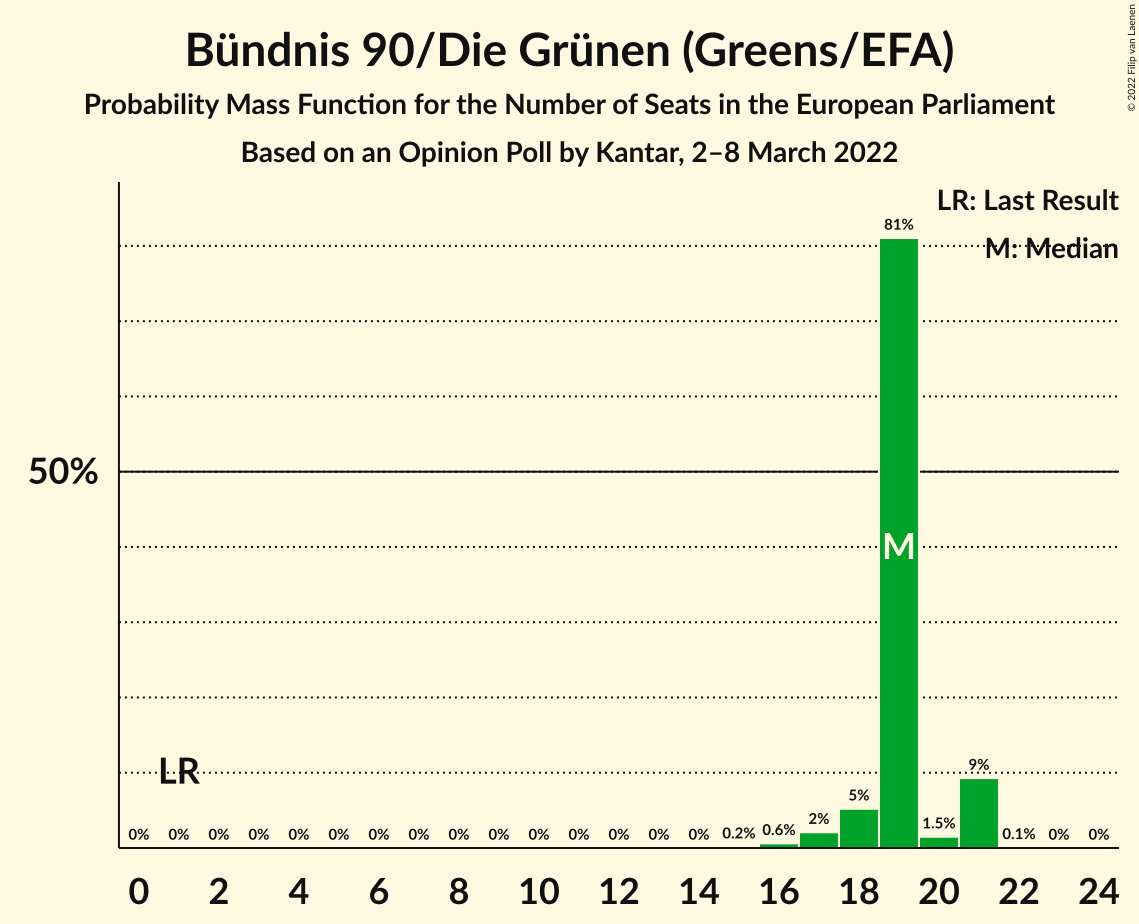 © 2022 Filip van Laenen
Bündnis 90/Die Grünen (Greens/EFA)
Probability Mass Function for the Number of Seats in the European Parliament
Based on an Opinion Poll by Kantar, 2–8 March 2022
LR: Last Result
M: Median
81%
50%
M
LR
0% 0% 0% 0% 0% 0% 0% 0% 0% 0% 0% 0% 0% 0% 0% 0.2% 0.6% 2% 5% 1.5% 9% 0.1% 0% 0%
0 2 4 6 8 10 12 14 16 18 20 22 24